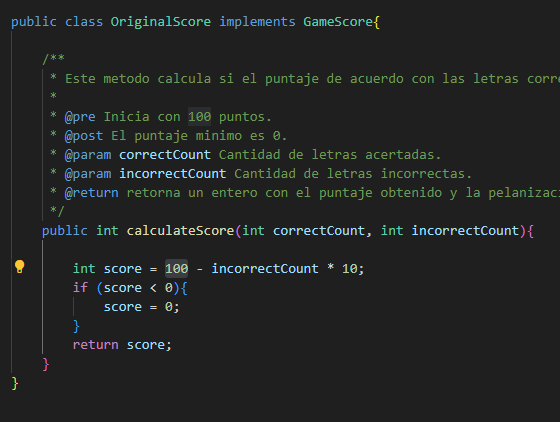 public class OriginalScore implements GameScore{
/**
* Este metodo calcula si el puntaje de acuerdo con las letras
*
* @pre Inicia con 100 puntos.
* @post El puntaje minimo es 0.
* @param correctCount Cantidad de letras acertadas.
* @param incorrectCount Cantidad de letras incorrectas.
* @return retorna un entero con el puntaje obtenido y la
*/
public int calculateScore(int correctCount, int incorrectCount){
int score = 100 - incorrectCount * 10;
if (score < 0){
score = 0;
}
return score;
}
}